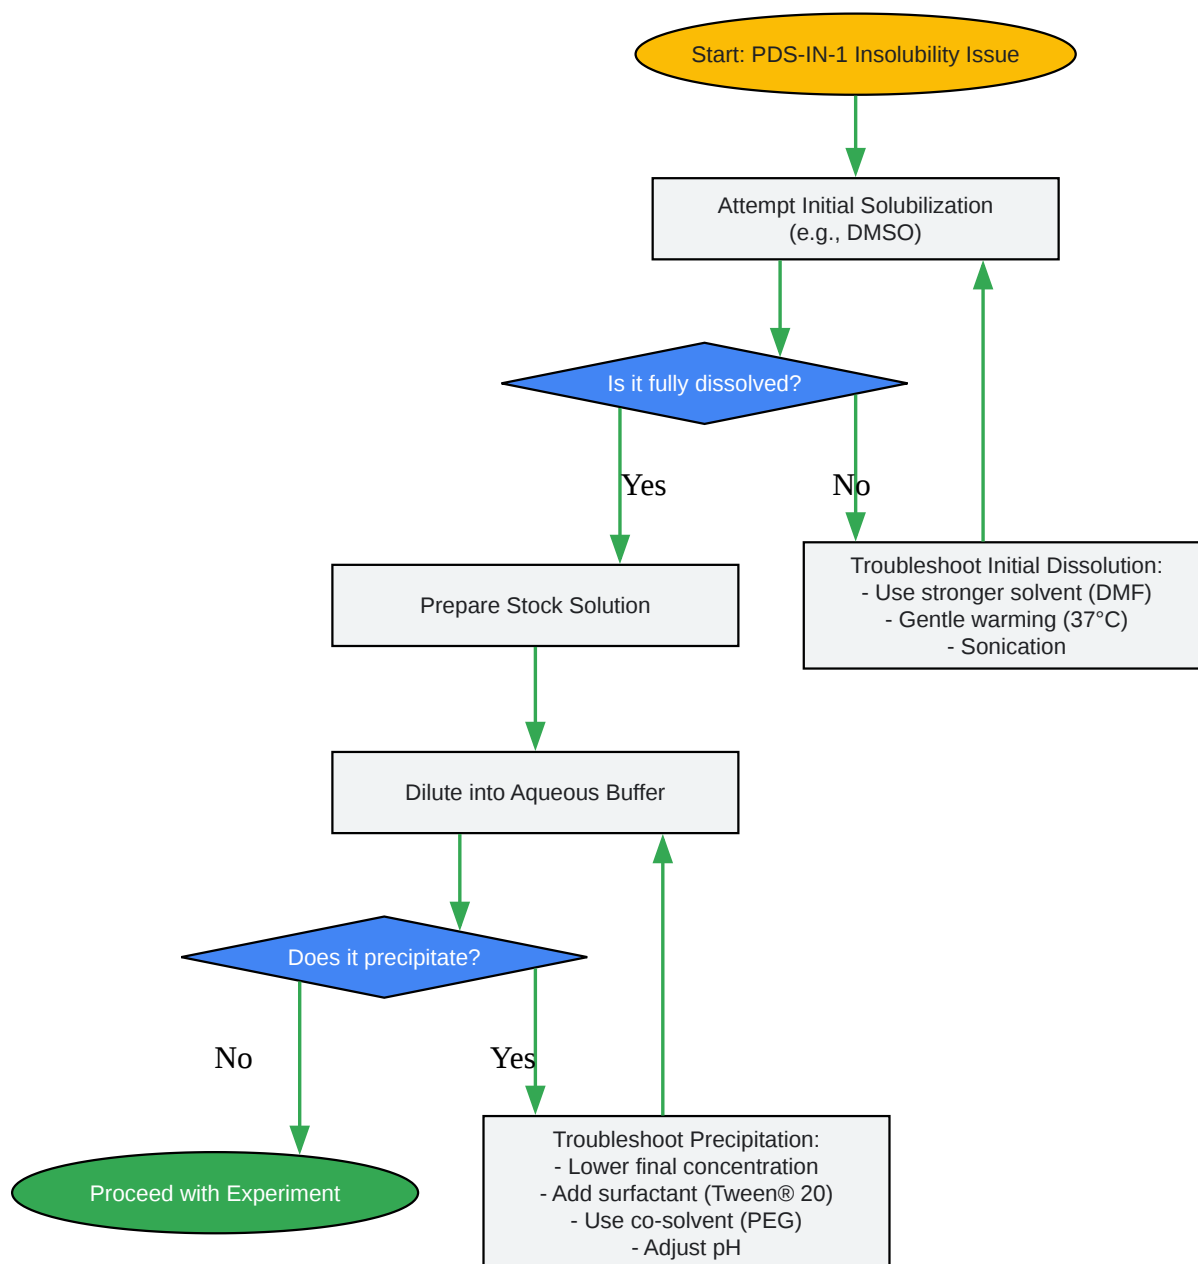 Start: PDS-IN-1 Insolubility Issue
Attempt Initial Solubilization
(e.g., DMSO)
Is it fully dissolved?
Yes
No
Troubleshoot Initial Dissolution:
- Use stronger solvent (DMF)
- Gentle warming (37°C)
- Sonication
Prepare Stock Solution
Dilute into Aqueous Buffer
Does it precipitate?
No
Yes
Troubleshoot Precipitation:
- Lower final concentration
- Add surfactant (Tween® 20)
- Use co-solvent (PEG)
- Adjust pH
Proceed with Experiment